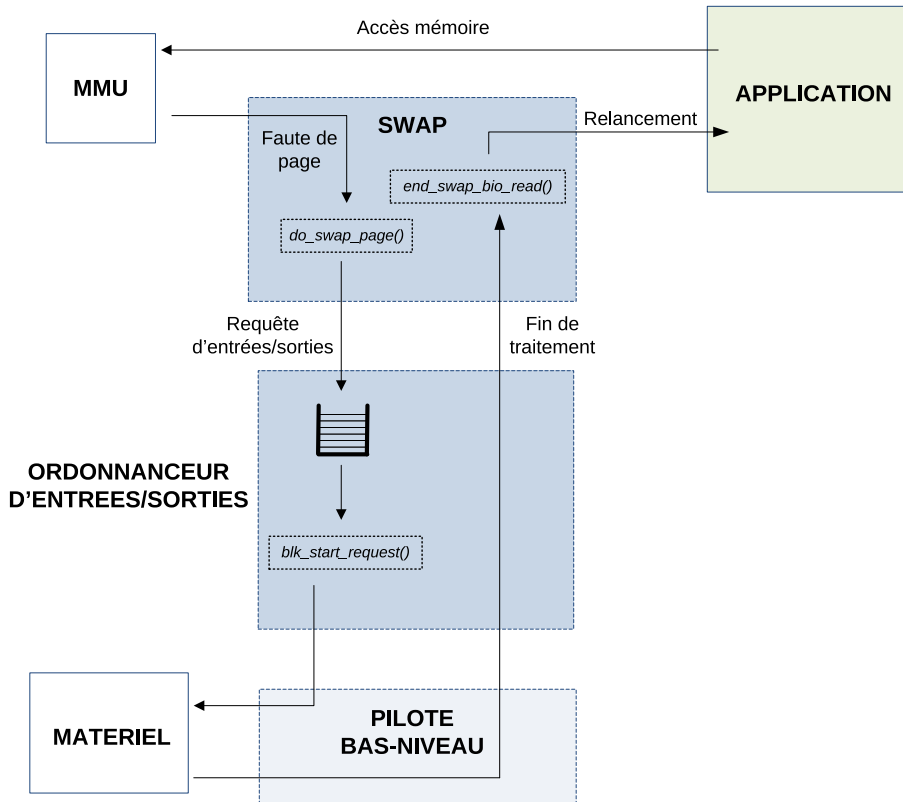 Accès mémoire
MMU
APPLICATION
SWAP
Relancement
Faute de
page
end_swap_bio_read()
do_swap_page()
Requête
d'entrées/sorties
Fin de
traitement
ORDONNANCEUR
D'ENTREES/SORTIES
blk_start_request()
MATERIEL
PILOTE
BAS-NIVEAU